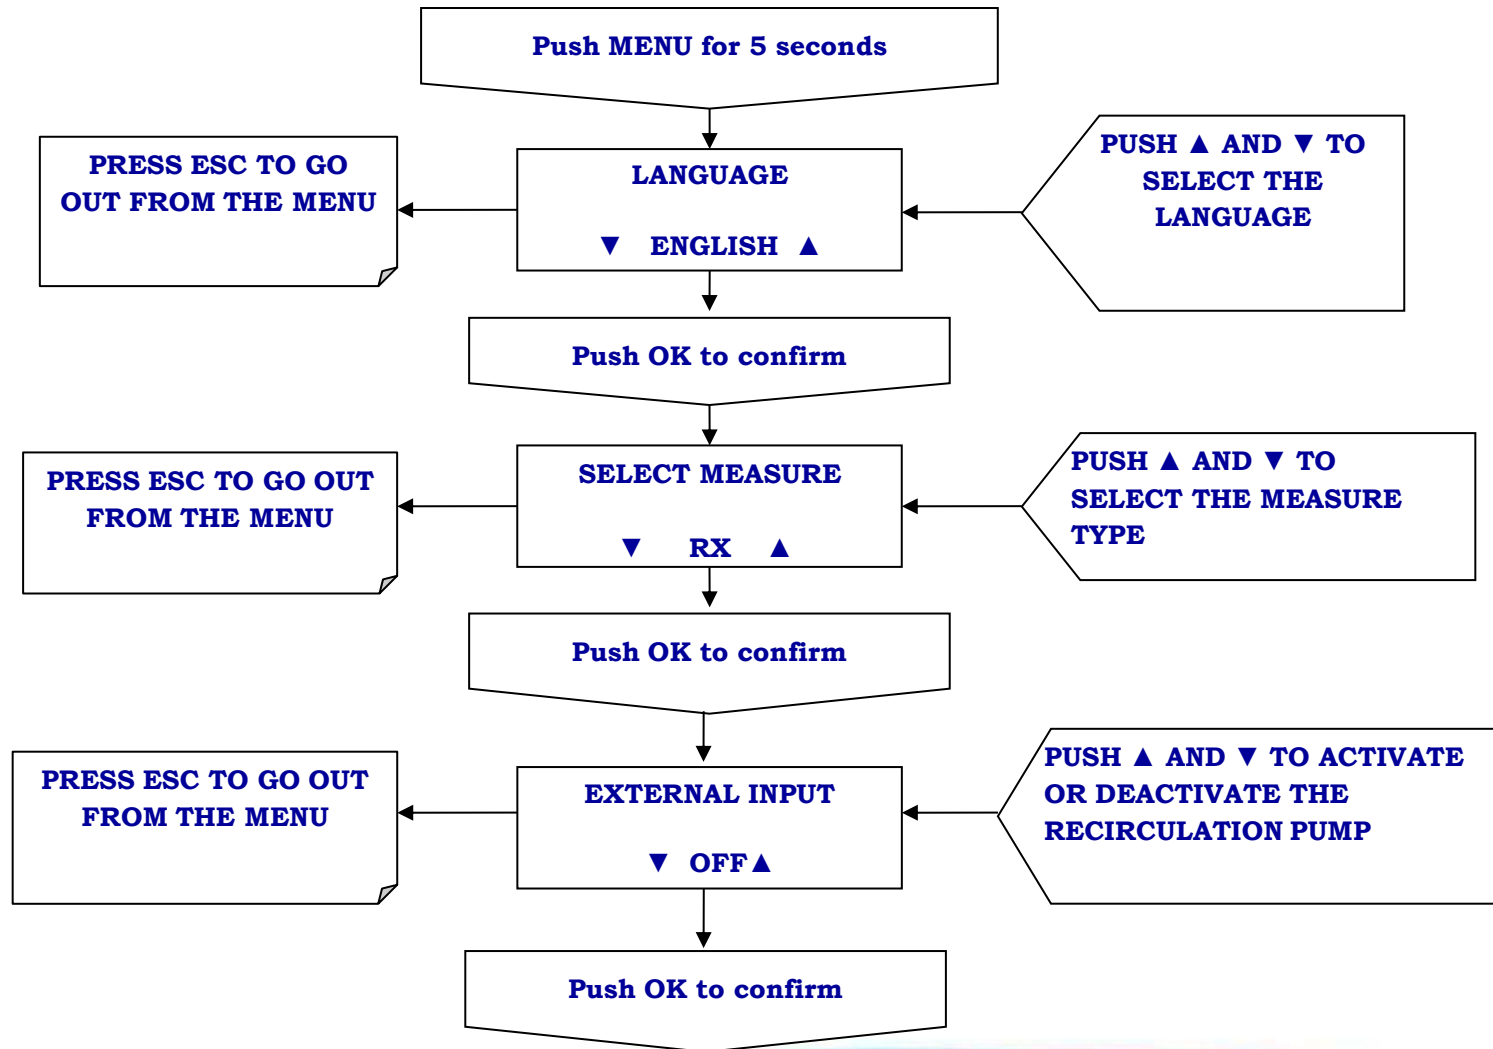 Push MENU for 5 seconds
PRESS ESC TO GO
OUT FROM THE MENU
LANGUAGE
▼ ENGLISH ▲
PUSH ▲ AND ▼ TO
SELECT THE
LANGUAGE
Push OK to confirm
PRESS ESC TO GO OUT
FROM THE MENU
SELECT MEASURE
▼ RX ▲
PUSH ▲ AND ▼ TO
SELECT THE MEASURE
TYPE
Push OK to confirm
PRESS ESC TO GO OUT
FROM THE MENU
EXTERNAL INPUT
▼ OFF▲
PUSH ▲ AND ▼ TO ACTIVATE
OR DEACTIVATE THE
RECIRCULATION PUMP
Push OK to confirm